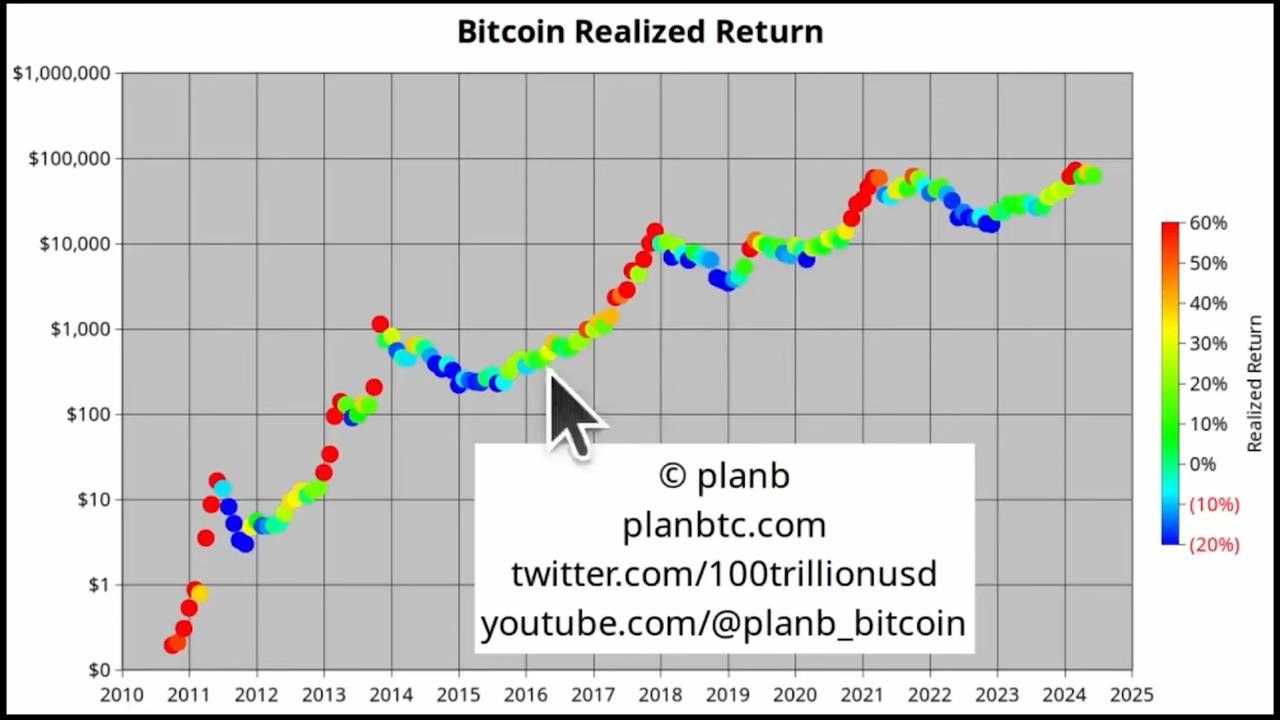 Bitcoin Realized Return
$1,000,000
$100,000
$10,000
$1,000
$100
$10
$1
$0
2010 2011 2012 2013 2014 2015 2016 2017 2018 2019 2020 2021 2022 2023 2024 2025
60%
50%
40%
30%
20%
10%
0%
(10%)
(20%)
Realized Return
© planb
planbtc.com
twitter.com/100trillionusd
youtube.com/@planb_bitcoin